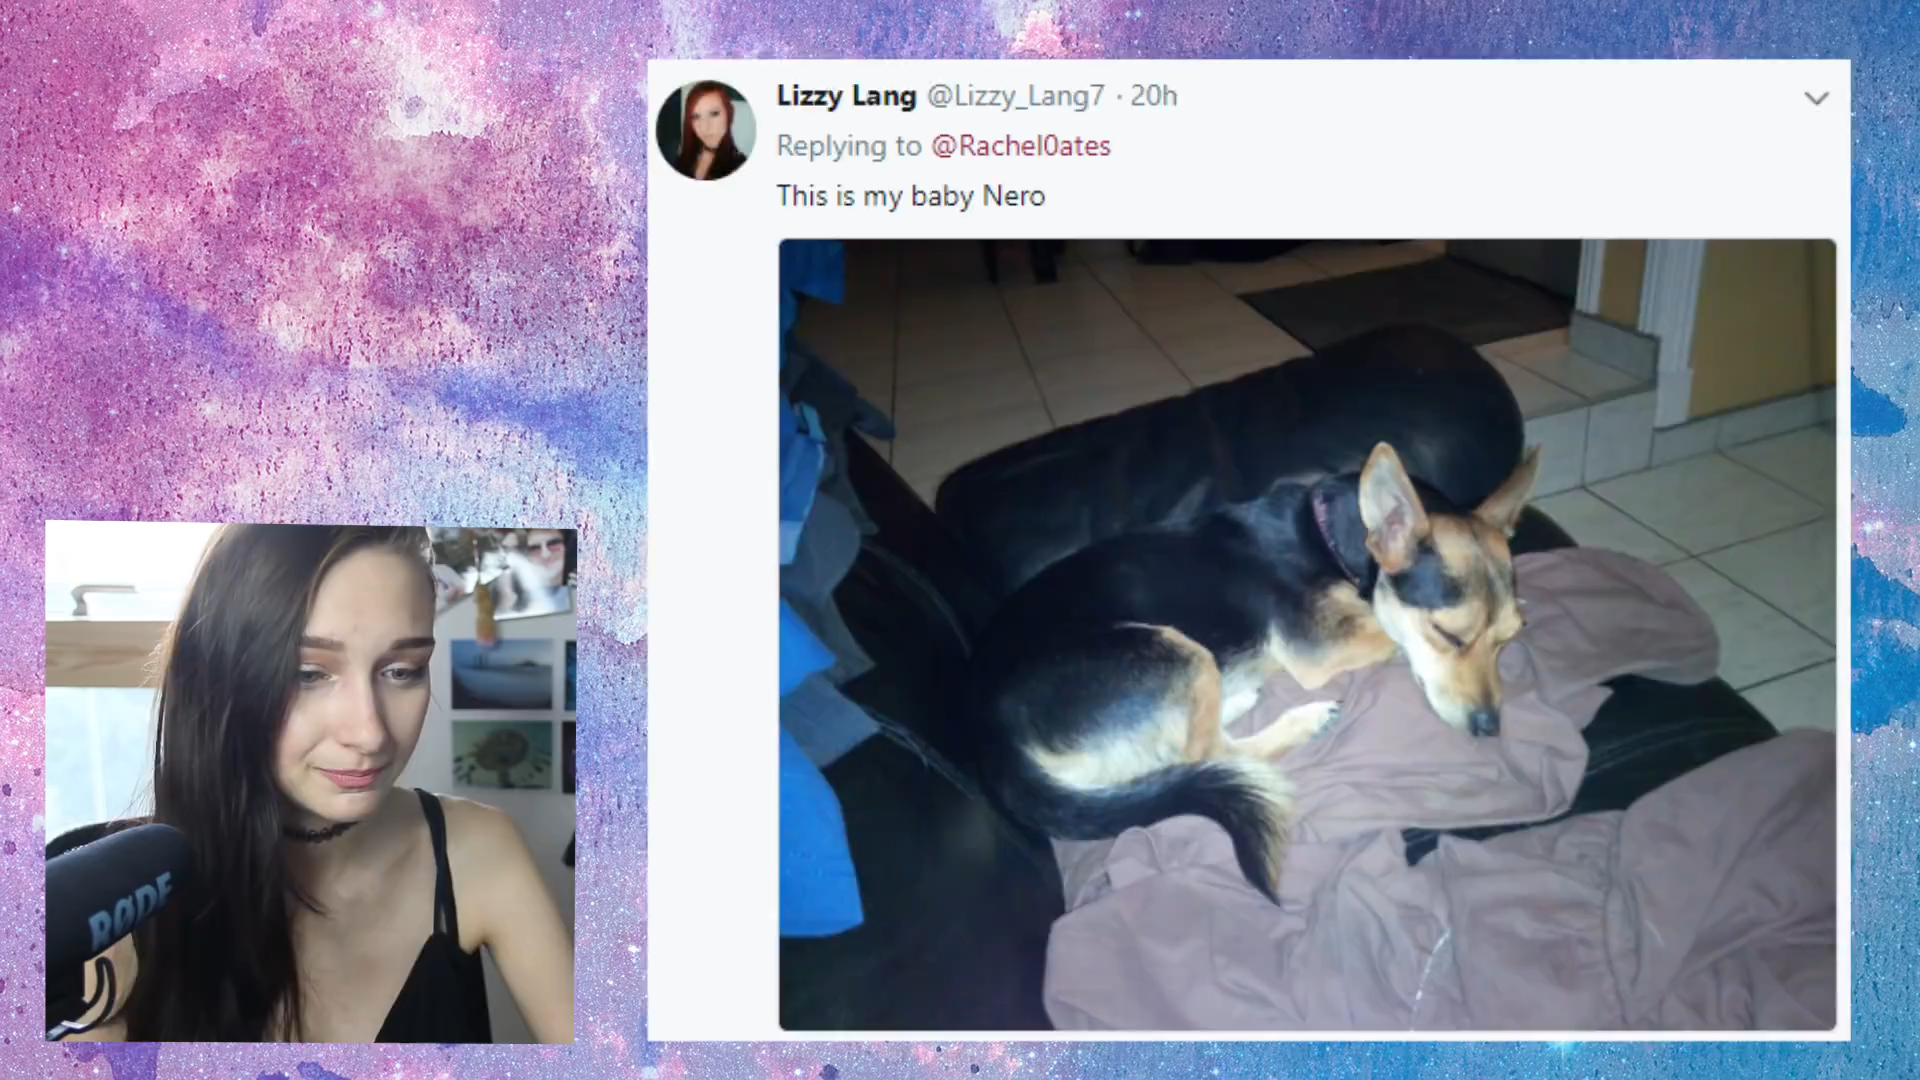 Lizzy Lang @Lizzy_Lang7 · 20h
Replying to @Rachel0ates
This is my baby Nero
RØDE